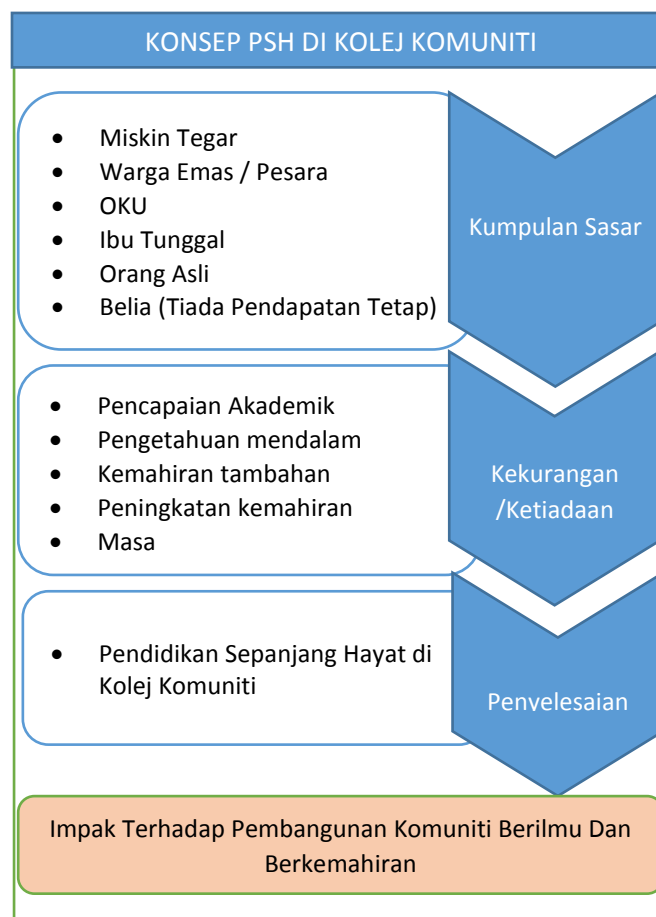 KONSEP PSH DI KOLEJ KOMUNITI
• Miskin Tegar
• Warga Emas / Pesara
• OKU
• Ibu Tunggal
• Orang Asli
• Belia (Tiada Pendapatan Tetap)
Kumpulan Sasar
• Pencapaian Akademik
• Pengetahuan mendalam
• Kemahiran tambahan
• Peningkatan kemahiran
• Masa
Kekurangan
/Ketiadaan
• Pendidikan Sepanjang Hayat di
Kolej Komuniti
Penyelesaian
Impak Terhadap Pembangunan Komuniti Berilmu Dan
Berkemahiran